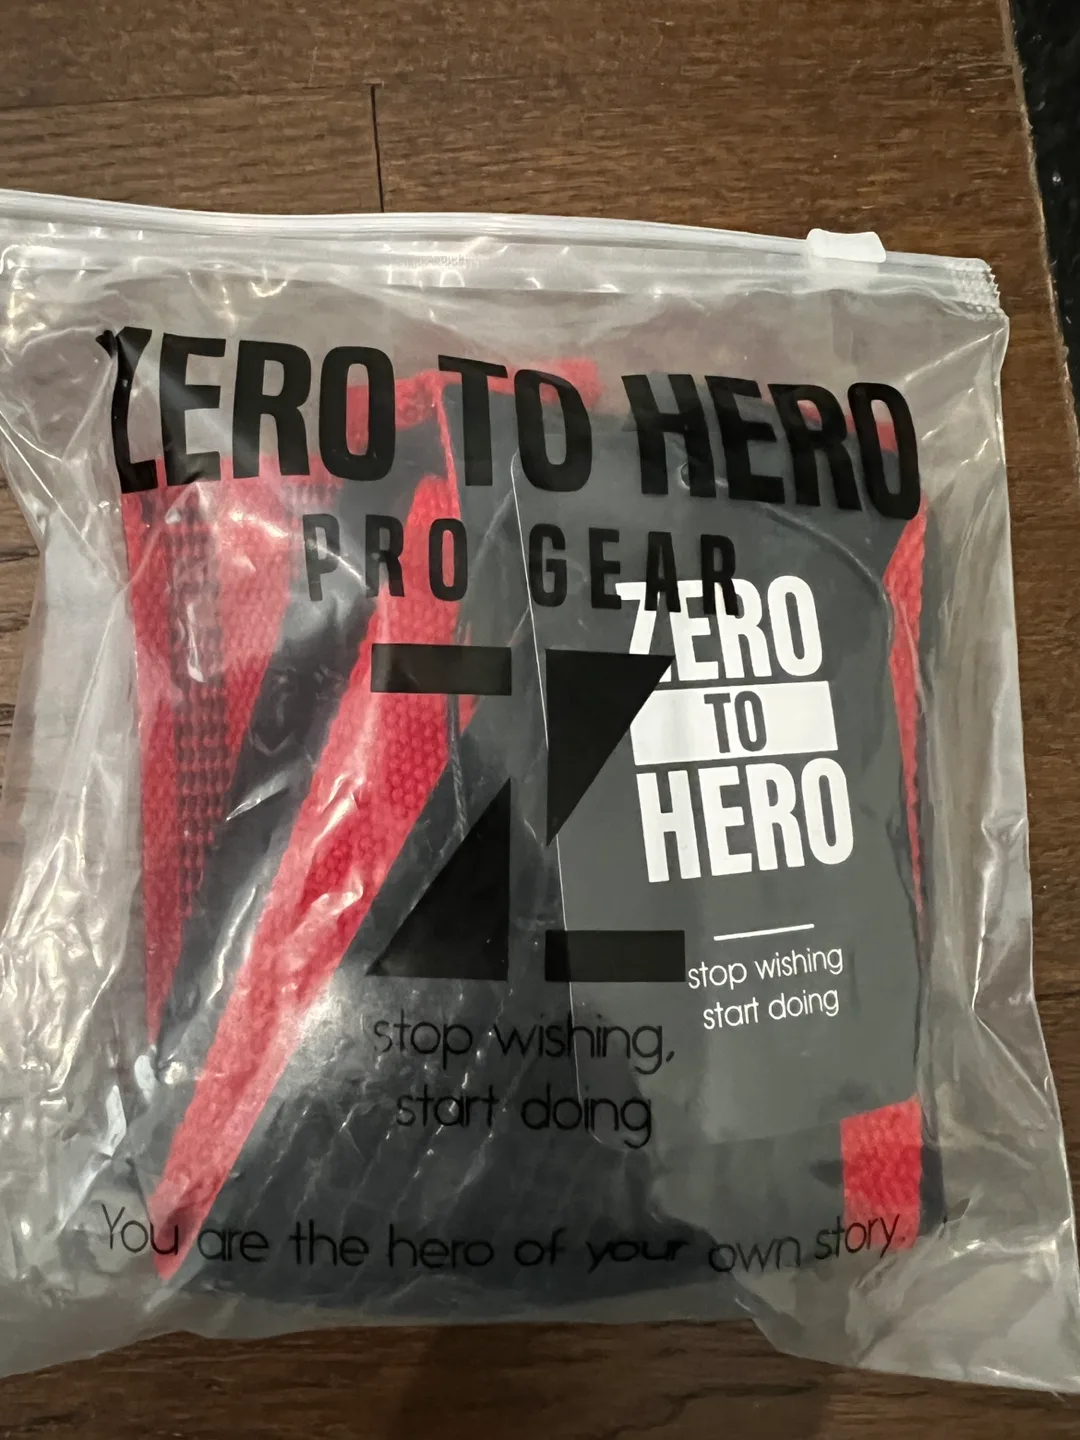 ZERO TO HERO
PRO GEAR
ZERO
TO
HERO
stop wishing
start doing
stop wishing,
start doing
You are the hero of your own story.